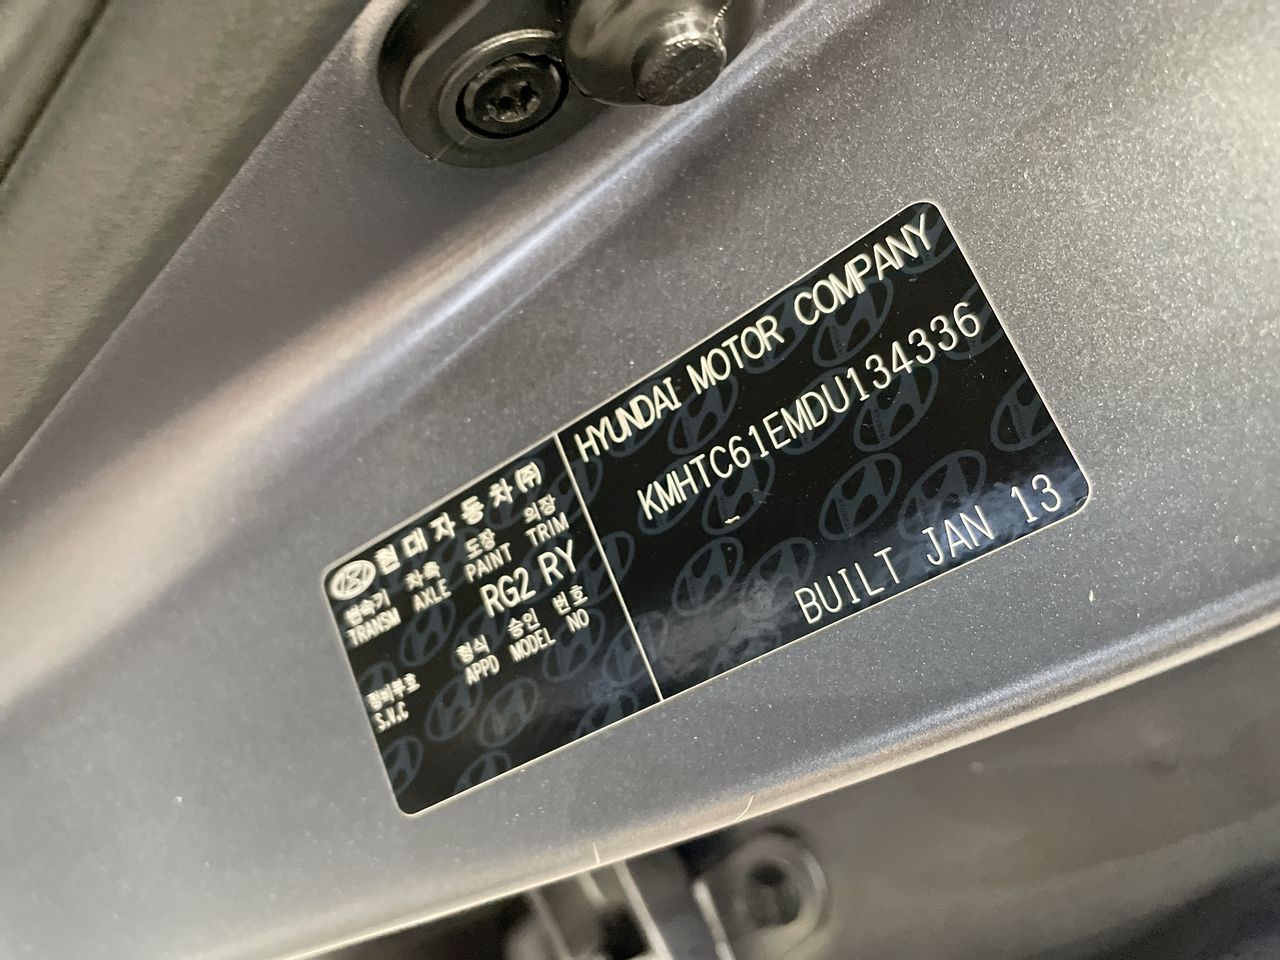 현대자동차(주)
변속기 차축 도장 외장
TRANSM AXLE PAINT TRIM
RG2 RY
형식 승인 번호
APPD MODEL NO
정비부호
S.V.C
HYUNDAI MOTOR COMPANY
KMHTC61EMDU134336
BUILT JAN 13